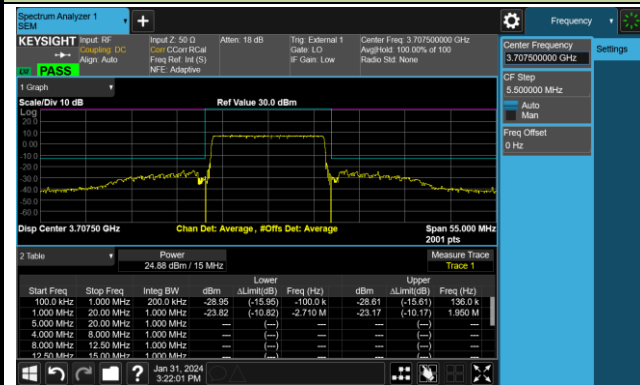 Spectrum Analyzer 1
SEM
Frequency
KEYSIGHT
Input: RF
Coupling: DC
Align: Auto
Input Z: 50 Ω
Corr CCorr RCal
Freq Ref: Int (S)
NFE: Adaptive
Atten: 18 dB
Trig: External 1
Gate: LO
IF Gain: Low
Center Freq: 3.707500000 GHz
Avg|Hold: 100.00% of 100
Radio Std: None
PASS
Center Frequency
3.707500000 GHz
Settings
CF Step
5.500000 MHz
Auto
Man
Freq Offset
0 Hz
1 Graph
Scale/Div 10 dB
Ref Value 30.0 dBm
Log
20.0
10.0
0.00
-10.0
-20.0
-30.0
-40.0
-50.0
-60.0
Disp Center 3.70750 GHz
Chan Det: Average, #Offs Det: Average
Span 55.000 MHz
2001 pts
2 Table
Power
24.88 dBm / 15 MHz
Measure Trace
Trace 1
Lower
Upper
Start Freq Stop Freq Integ BW dBm ΔLimit(dB) Freq (Hz) dBm ΔLimit(dB) Freq (Hz)
100.0 kHz 1.000 MHz 200.0 kHz -28.95 (-15.95) -100.0 k -28.61 (-15.61) 136.0 k
1.000 MHz 20.00 MHz 1.000 MHz -23.82 (-10.82) -2.710 M -23.17 (-10.17) 1.950 M
5.000 MHz 20.00 MHz 1.000 MHz --- (---) --- --- (---) ---
4.000 MHz 8.000 MHz 1.000 MHz --- (---) --- --- (---) ---
8.000 MHz 12.50 MHz 1.000 MHz --- (---) --- --- (---) ---
12.50 MHz 15.00 MHz 1.000 MHz --- (---) --- --- (---) ---
Jan 31, 2024
3:22:01 PM